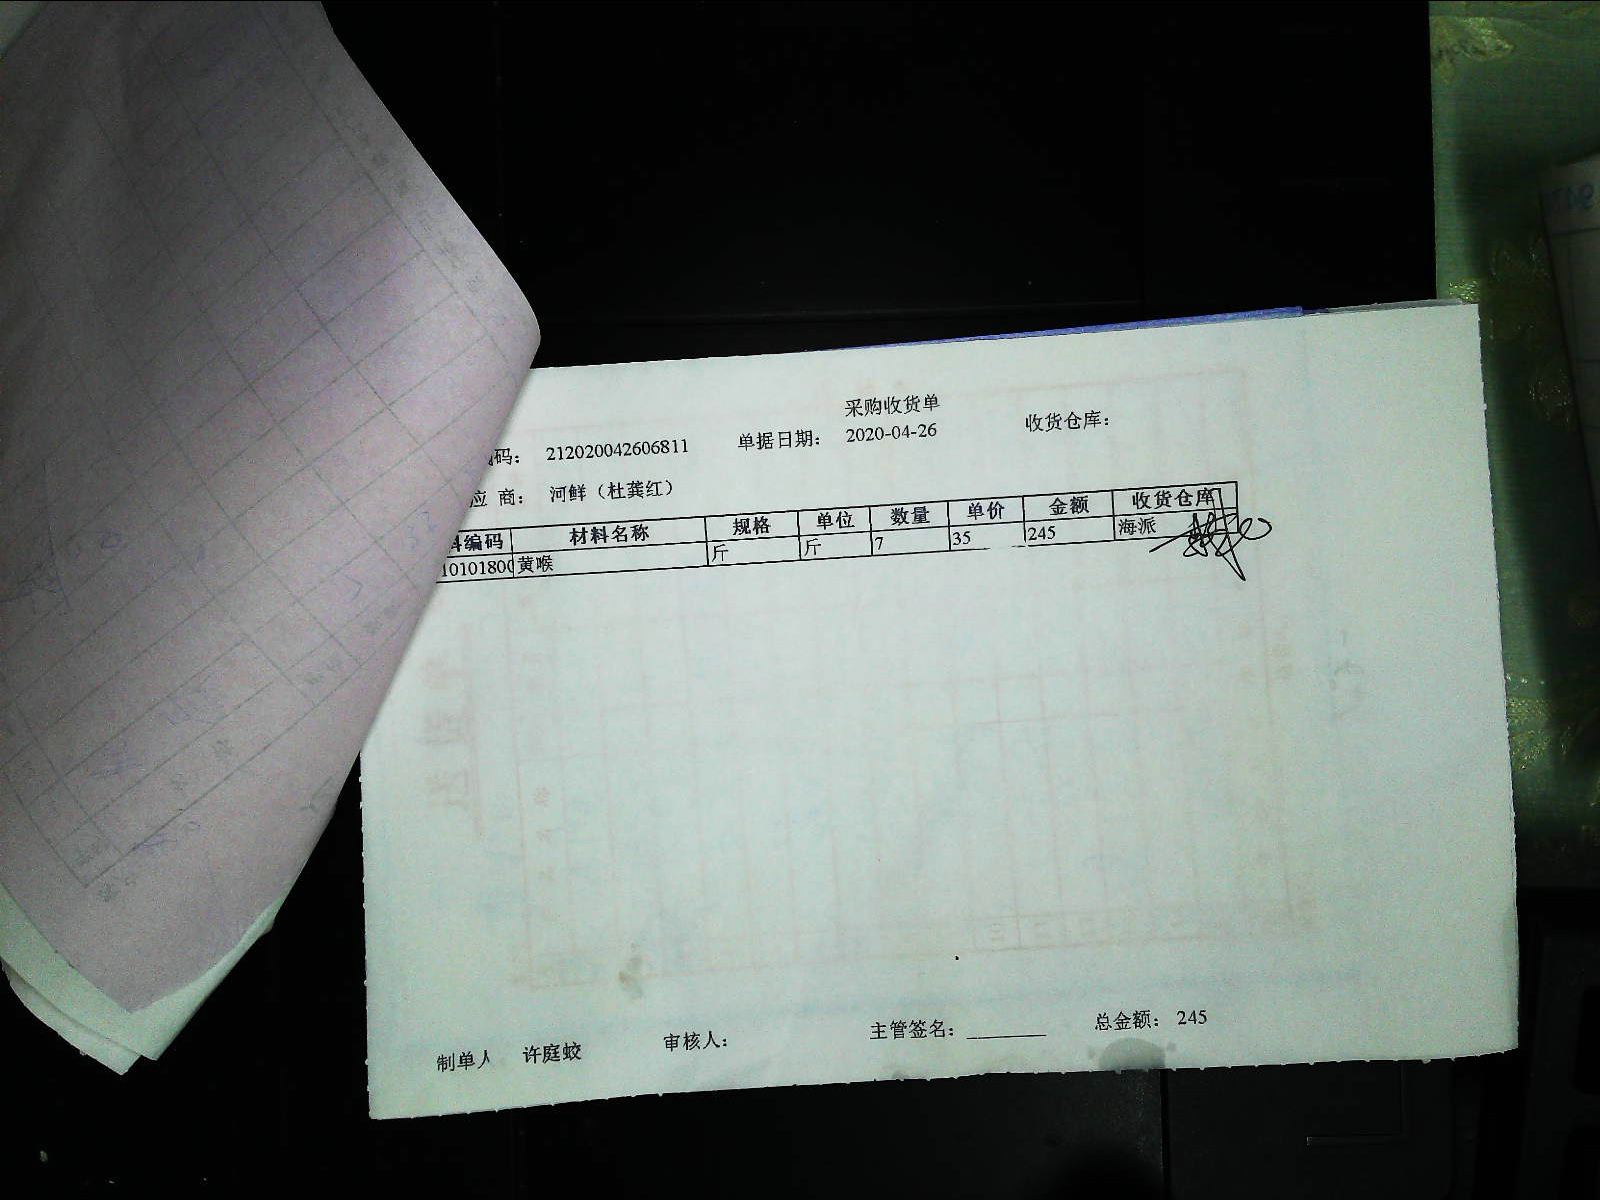 采购收货单
码： 212020042606811 单据日期： 2020-04-26 收货仓库：
应 商： 河鲜（杜龚红）
编码 材料名称 规格 单位 数量 单价 金额 收货仓库
1010180 黄喉 斤 斤 7 35 245 海派
制单人 许庭蛟 审核人： 主管签名： 总金额： 245